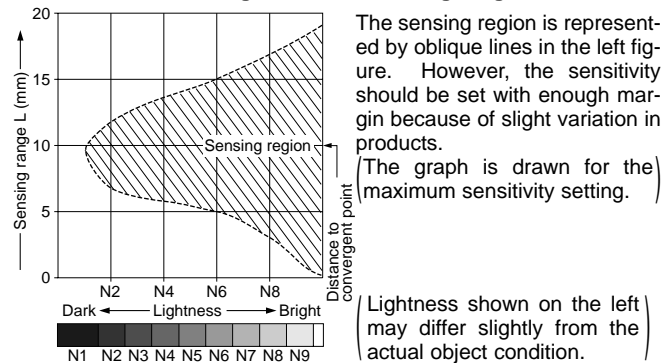 20
15
10
5
0
Sensing range L (mm)
Sensing region
Distance to
convergent point
N2 N4 N6 N8
Dark Lightness Bright
N1 N2 N3 N4 N5 N6 N7 N8 N9
The sensing region is represent-
ed by oblique lines in the left fig-
ure. However, the sensitivity
should be set with enough mar-
gin because of slight variation in
products.
(The graph is drawn for the
maximum sensitivity setting.)
(Lightness shown on the left
may differ slightly from the
actual object condition.)